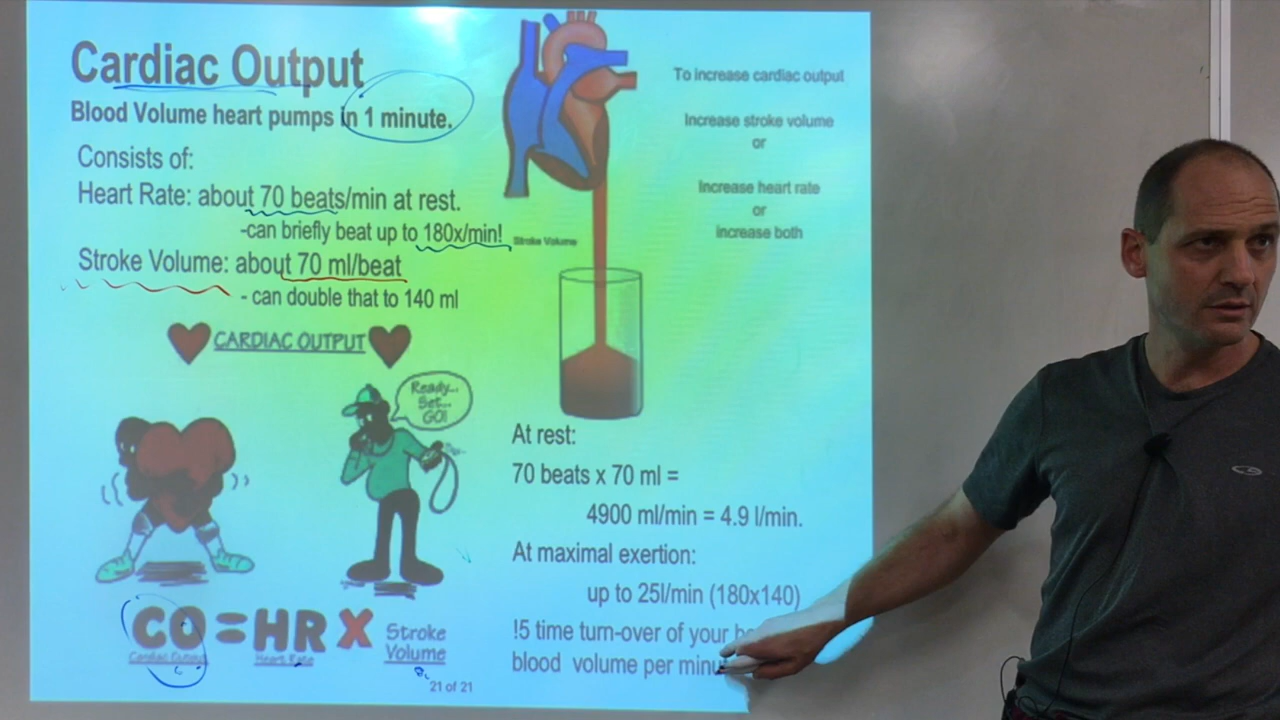 Cardiac Output
Blood Volume heart pumps in 1 minute.
Consists of:
Heart Rate: about 70 beats/min at rest.
-can briefly beat up to 180x/min!
Stroke Volume: about 70 ml/beat
- can double that to 140 ml
CARDIAC OUTPUT
Ready...
Set...
GO!
CO=HR X Stroke Volume
Cardiac Output
Heart Rate
21 of 21
Stroke Volume
To increase cardiac output
Increase stroke volume
or
Increase heart rate
or
increase both
At rest:
70 beats x 70 ml =
4900 ml/min = 4.9 l/min.
At maximal exertion:
up to 25l/min (180x140)
!5 time turn-over of your
blood volume per